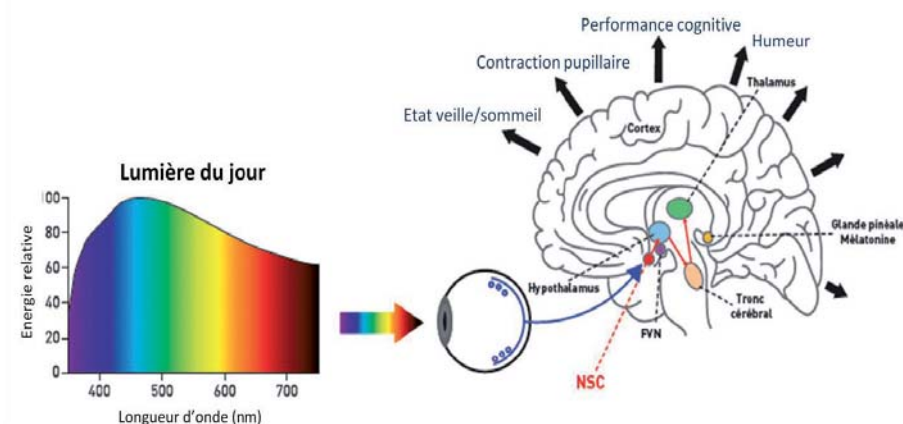 Performance cognitive
Humeur
Contraction pupillaire
Thalamus
Etat veille/sommeil
Cortex
Lumière du jour
00
80
60
40
20
0
Energie relative
400
500
600
700
Longueur d'onde (nm)
Glande pinéale
Mélatonine
Hypothalamus
Tronc
cérébral
FVN
NSC